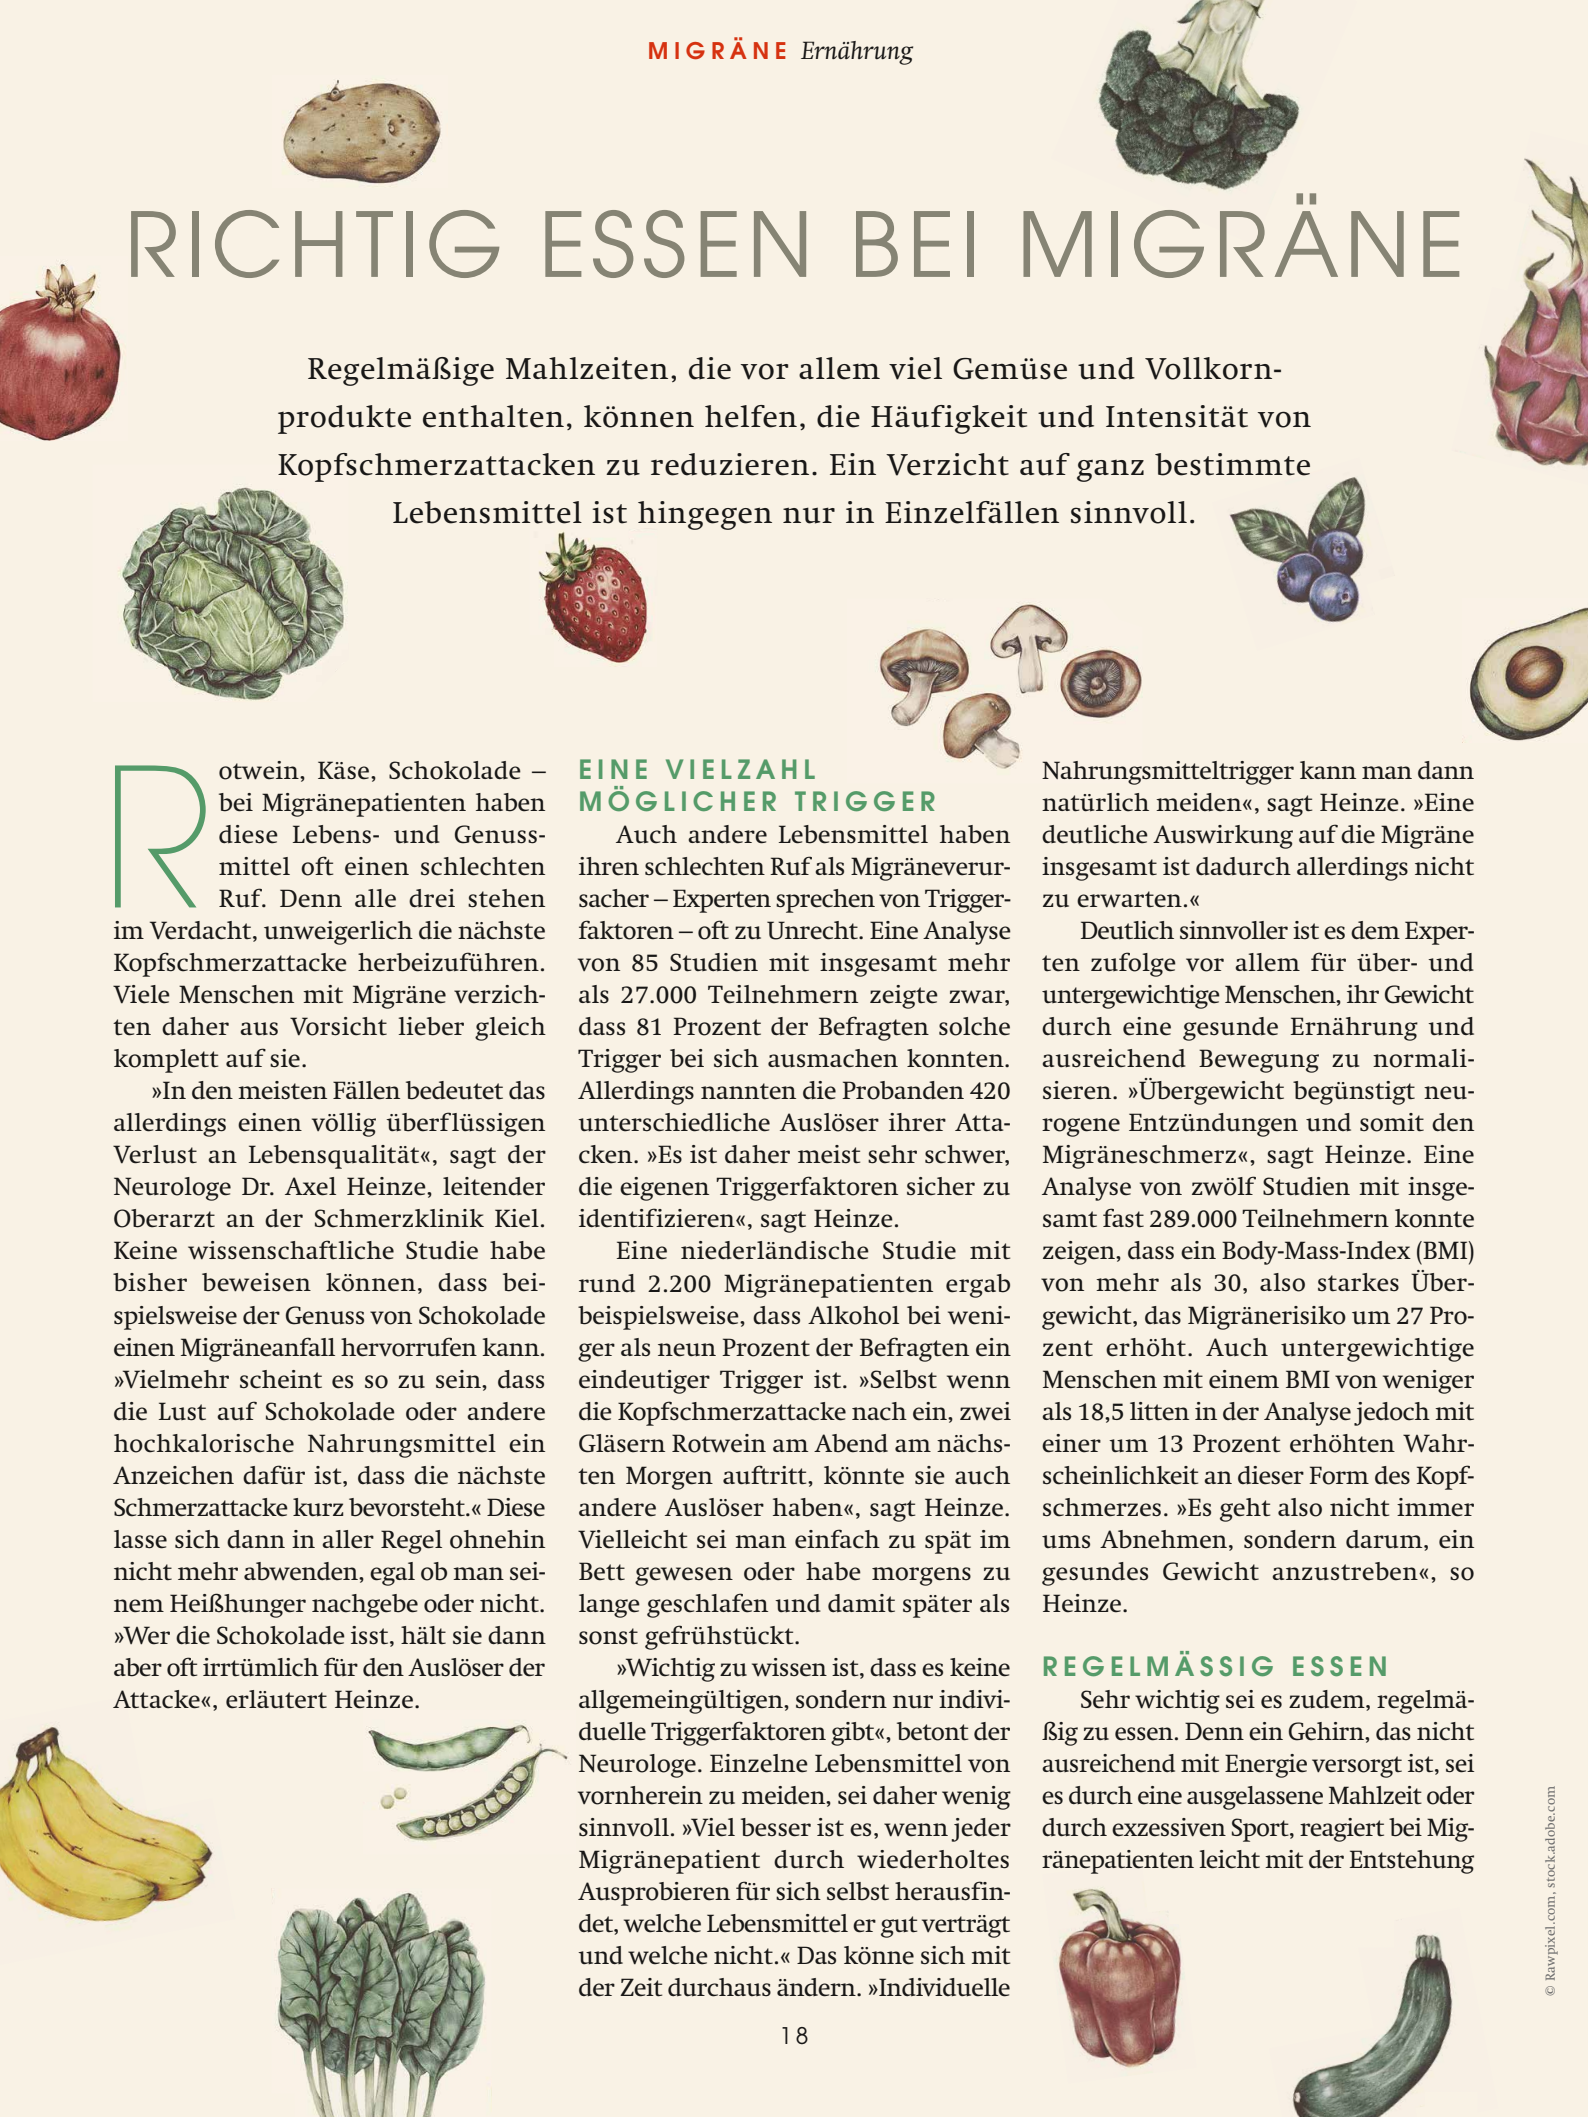 MIGRÄNE Ernährung
RICHTIG ESSEN BEI MIGRÄNE
Regelmäßige Mahlzeiten, die vor allem viel Gemüse und Vollkorn-
produkte enthalten, können helfen, die Häufigkeit und Intensität von
Kopfschmerzattacken zu reduzieren. Ein Verzicht auf ganz bestimmte
Lebensmittel ist hingegen nur in Einzelfällen sinnvoll.
Rotwein, Käse, Schokolade –
bei Migränepatienten haben
diese Lebens- und Genuss-
mittel oft einen schlechten
Ruf. Denn alle drei stehen
im Verdacht, unweigerlich die nächste
Kopfschmerzattacke herbeizuführen.
Viele Menschen mit Migräne verzich-
ten daher aus Vorsicht lieber gleich
komplett auf sie.
»In den meisten Fällen bedeutet das
allerdings einen völlig überflüssigen
Verlust an Lebensqualität«, sagt der
Neurologe Dr. Axel Heinze, leitender
Oberarzt an der Schmerzklinik Kiel.
Keine wissenschaftliche Studie habe
bisher beweisen können, dass bei-
spielsweise der Genuss von Schokolade
einen Migräneanfall hervorrufen kann.
»Vielmehr scheint es so zu sein, dass
die Lust auf Schokolade oder andere
hochkalorische Nahrungsmittel ein
Anzeichen dafür ist, dass die nächste
Schmerzattacke kurz bevorsteht.« Diese
lasse sich dann in aller Regel ohnehin
nicht mehr abwenden, egal ob man sei-
nem Heißhunger nachgebe oder nicht.
»Wer die Schokolade isst, hält sie dann
aber oft irrtümlich für den Auslöser der
Attacke«, erläutert Heinze.
EINE VIELZAHL
MÖGLICHER TRIGGER
Auch andere Lebensmittel haben
ihren schlechten Ruf als Migräneverur-
sacher – Experten sprechen von Trigger-
faktoren – oft zu Unrecht. Eine Analyse
von 85 Studien mit insgesamt mehr
als 27.000 Teilnehmern zeigte zwar,
dass 81 Prozent der Befragten solche
Trigger bei sich ausmachen konnten.
Allerdings nannten die Probanden 420
unterschiedliche Auslöser ihrer Atta-
cken. »Es ist daher meist sehr schwer,
die eigenen Triggerfaktoren sicher zu
identifizieren«, sagt Heinze.
Eine niederländische Studie mit
rund 2.200 Migränepatienten ergab
beispielsweise, dass Alkohol bei weni-
ger als neun Prozent der Befragten ein
eindeutiger Trigger ist. »Selbst wenn
die Kopfschmerzattacke nach ein, zwei
Gläsern Rotwein am Abend am nächs-
ten Morgen auftritt, könnte sie auch
andere Auslöser haben«, sagt Heinze.
Vielleicht sei man einfach zu spät im
Bett gewesen oder habe morgens zu
lange geschlafen und damit später als
sonst gefrühstückt.
»Wichtig zu wissen ist, dass es keine
allgemeingültigen, sondern nur indivi-
duelle Triggerfaktoren gibt«, betont der
Neurologe. Einzelne Lebensmittel von
vornherein zu meiden, sei daher wenig
sinnvoll. »Viel besser ist es, wenn jeder
Migränepatient durch wiederholtes
Ausprobieren für sich selbst herausfin-
det, welche Lebensmittel er gut verträgt
und welche nicht.« Das könne sich mit
der Zeit durchaus ändern. »Individuelle
Nahrungsmitteltrigger kann man dann
natürlich meiden«, sagt Heinze. »Eine
deutliche Auswirkung auf die Migräne
insgesamt ist dadurch allerdings nicht
zu erwarten.«
Deutlich sinnvoller ist es dem Exper-
ten zufolge vor allem für über- und
untergewichtige Menschen, ihr Gewicht
durch eine gesunde Ernährung und
ausreichend Bewegung zu normali-
sieren. »Übergewicht begünstigt neu-
rogene Entzündungen und somit den
Migräneschmerz«, sagt Heinze. Eine
Analyse von zwölf Studien mit insge-
samt fast 289.000 Teilnehmern konnte
zeigen, dass ein Body-Mass-Index (BMI)
von mehr als 30, also starkes Über-
gewicht, das Migränerisiko um 27 Pro-
zent erhöht. Auch untergewichtige
Menschen mit einem BMI von weniger
als 18,5 litten in der Analyse jedoch mit
einer um 13 Prozent erhöhten Wahr-
scheinlichkeit an dieser Form des Kopf-
schmerzes. »Es geht also nicht immer
ums Abnehmen, sondern darum, ein
gesundes Gewicht anzustreben«, so
Heinze.
REGELMÄSSIG ESSEN
Sehr wichtig sei es zudem, regelmä-
ßig zu essen. Denn ein Gehirn, das nicht
ausreichend mit Energie versorgt ist, sei
es durch eine ausgelassene Mahlzeit oder
durch exzessiven Sport, reagiert bei Mig-
ränepatienten leicht mit der Entstehung
© Rawpixel.com, stock.adobe.com
18